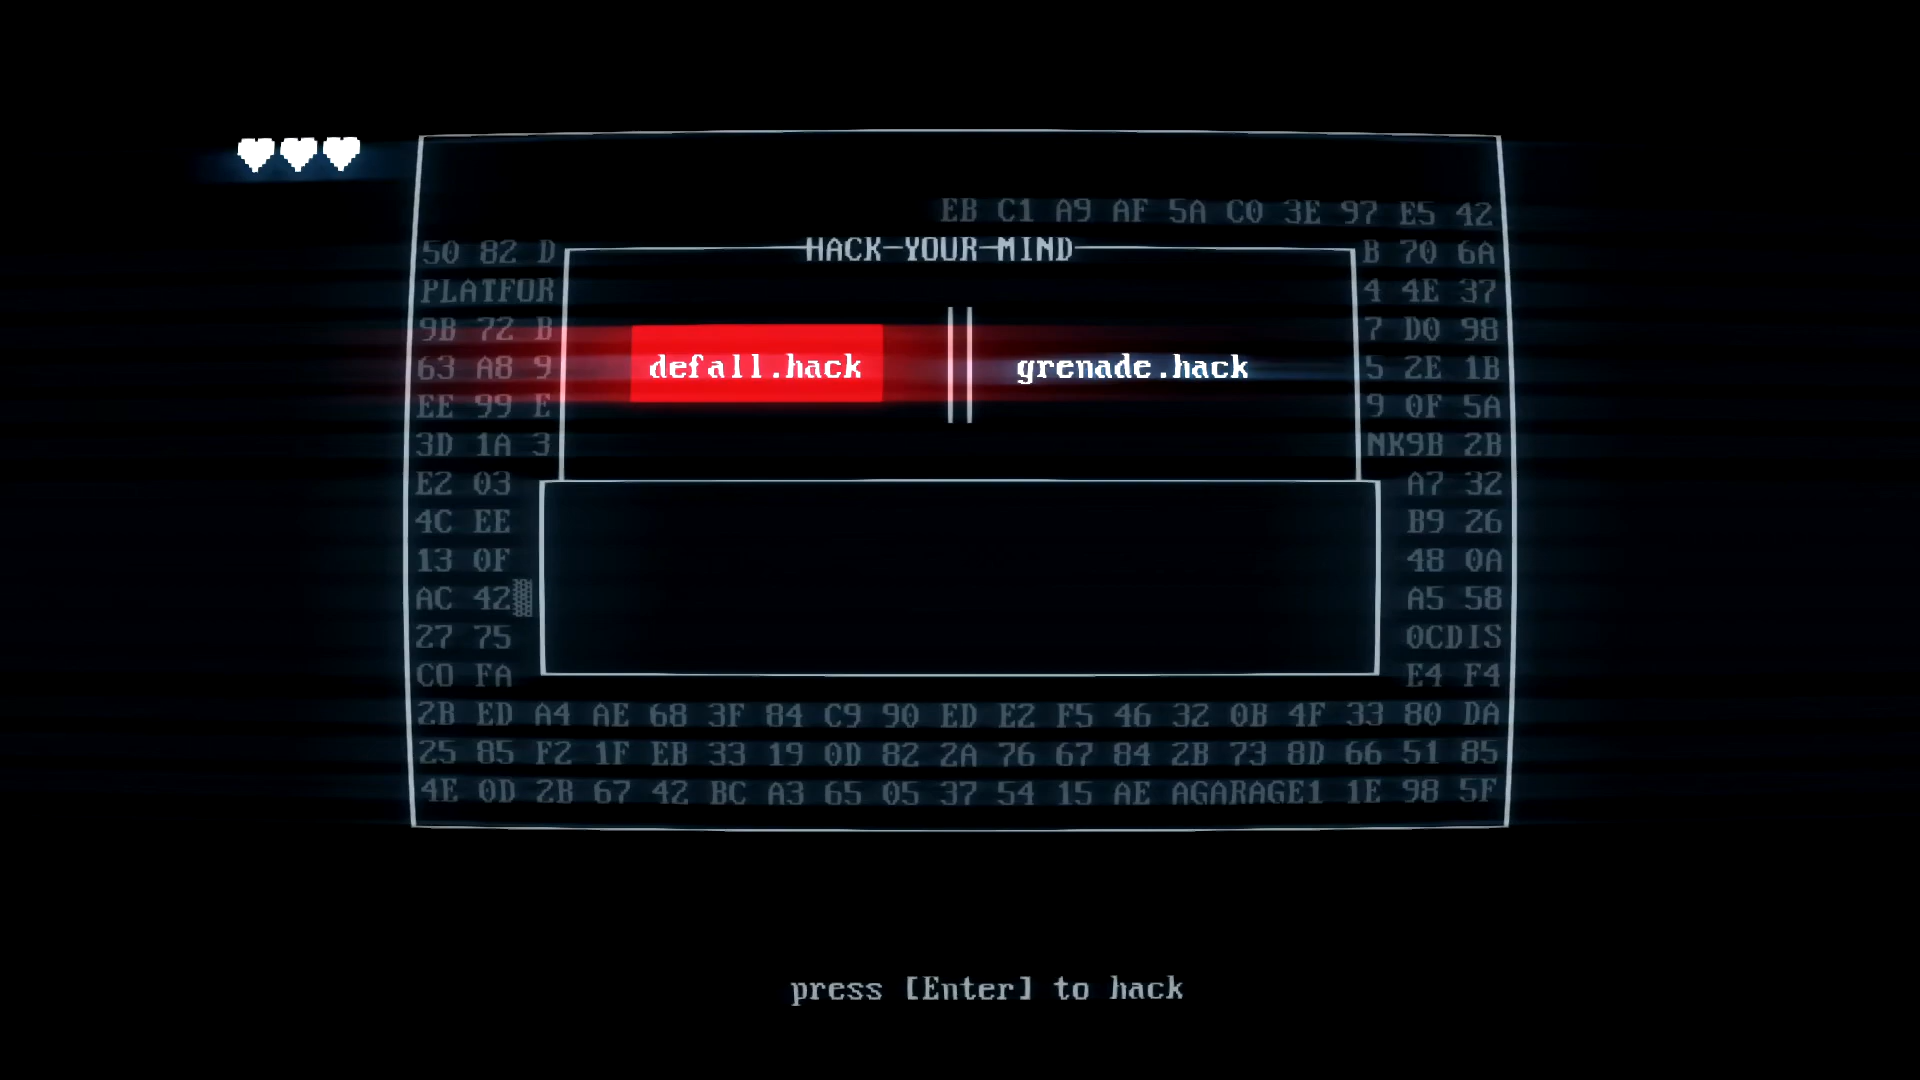 EB C1 A9 AF 5A C0 3E 97 E5 42
50 82 D HACK-YOUR-MIND B 70 6A
PLATFOR 4 4E 37
9B 72 B 7 D0 98
63 A8 9 defall.hack grenade.hack 5 2E 1B
EE 99 E 9 0F 5A
3D 1A 3 NK9B 2B
E2 03 A7 32
4C EE B9 26
13 0F 48 0A
AC 42 A5 58
27 75 0CDIS
C0 FA E4 F4
2B ED A4 AE 68 3F 84 C9 90 ED E2 F5 46 32 0B 4F 33 80 DA
25 85 F2 1F EB 33 19 0D 82 2A 76 67 84 2B 73 8D 66 51 85
4E 0D 2B 67 42 BC A3 65 05 37 54 15 AE AGARAGE1 1E 98 5F
press [Enter] to hack